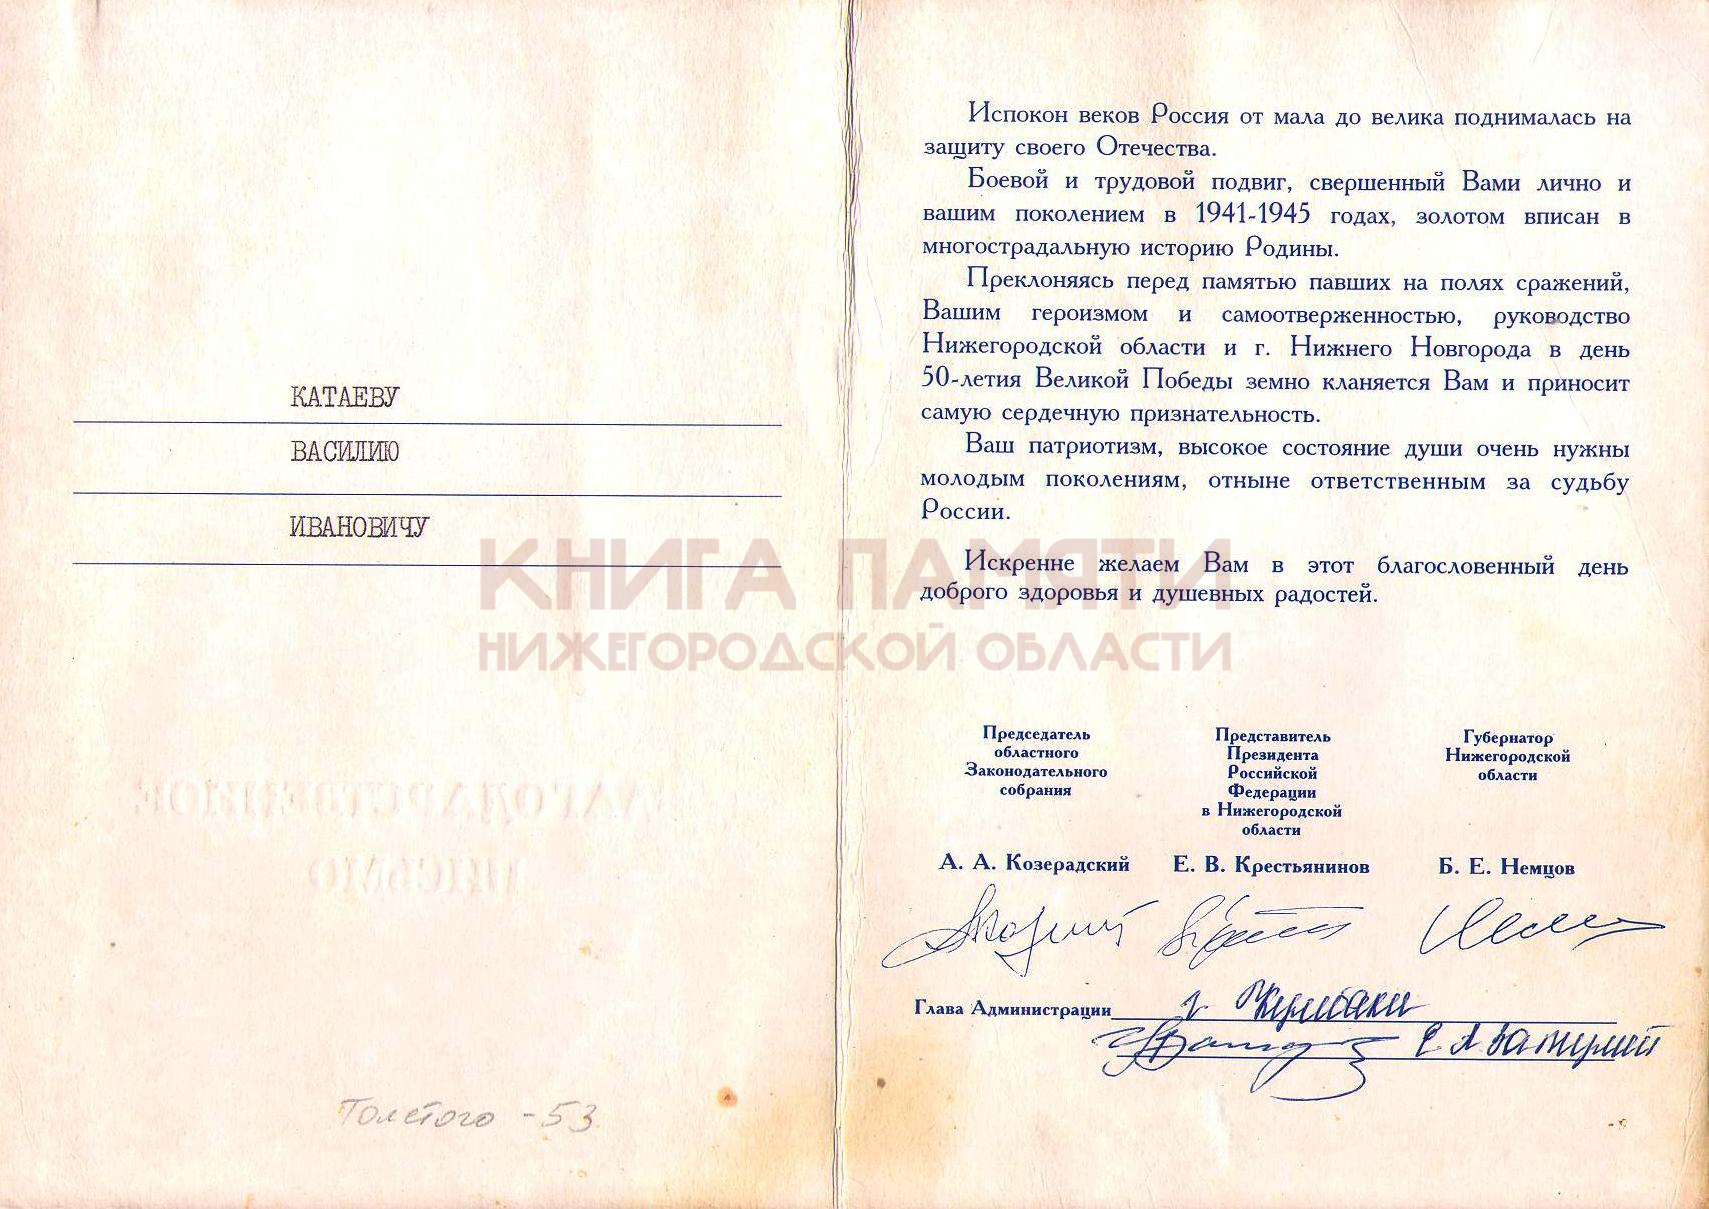 КАТАЕВУ
ВАСИЛИЮ
ИВАНОВИЧУ
Толстого - 53
Испокон веков Россия от мала до велика поднималась на
защиту своего Отечества.
Боевой и трудовой подвиг, свершенный Вами лично и
вашим поколением в 1941-1945 годах, золотом вписан в
многострадальную историю Родины.
Преклоняясь перед памятью павших на полях сражений,
Вашим героизмом и самоотверженностью, руководство
Нижегородской области и г. Нижнего Новгорода в день
50-летия Великой Победы земно кланяется Вам и приносит
самую сердечную признательность.
Ваш патриотизм, высокое состояние души очень нужны
молодым поколениям, отныне ответственным за судьбу
России.
Искренне желаем Вам в этот благословенный день
доброго здоровья и душевных радостей.
КНИГА ПАМЯТИ
НИЖЕГОРОДСКОЙ ОБЛАСТИ
Председатель
областного
Законодательного
собрания
А. А. Козерадский
Представитель
Президента
Российской
Федерации
в Нижегородской
области
Е. В. Крестьянинов
Губернатор
Нижегородской
области
Б. Е. Немцов
Глава Администрации г Кулебаки